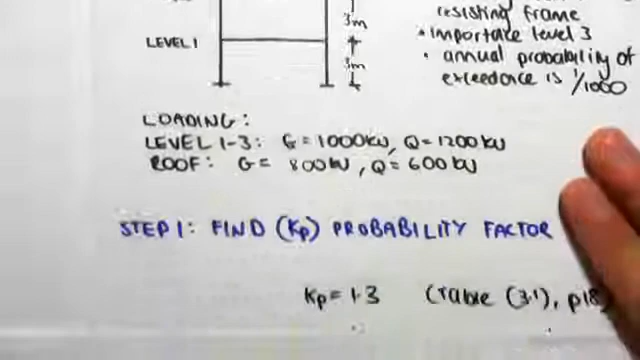 3m
resisting frame
• importance level 3
LEVEL 1
3m
• annual probability of
exceedence is 1/1000
LOADING:
LEVEL 1-3: G = 1000kN, Q = 1200kN
ROOF: G = 800kN, Q = 600kN
STEP 1: FIND (Kp) PROBABILITY FACTOR
Kp = 1.3 (Table (3.1), p18)